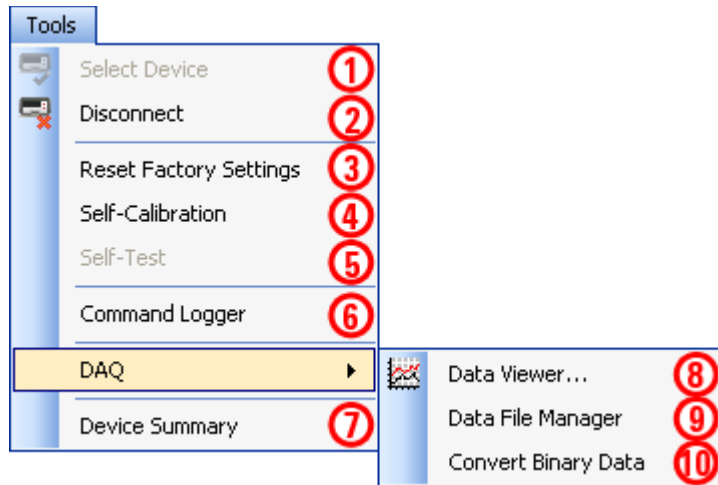 Tools
Select Device 1
Disconnect 2
Reset Factory Settings 3
Self-Calibration 4
Self-Test 5
Command Logger 6
DAQ
Device Summary 7
Data Viewer... 8
Data File Manager 9
Convert Binary Data 10